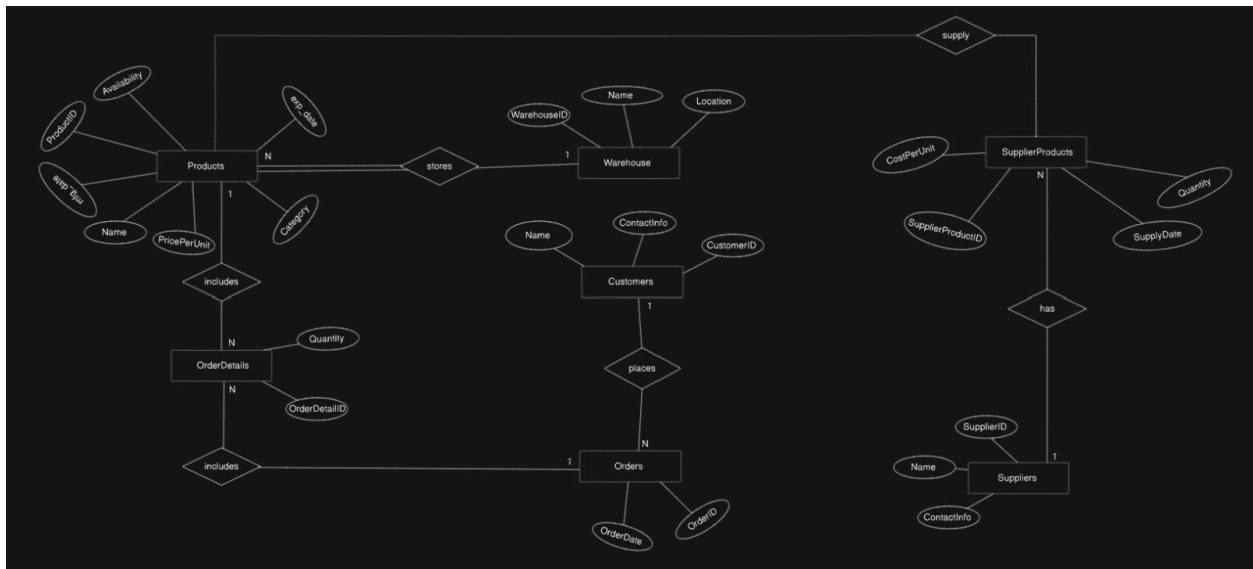 supply
Availability
exp_date
ProductID
Products
N
mfg_date
Name
PricePerUnit
Category
1
stores
1
Warehouse
WarehouseID
Name
Location
SupplierProducts
N
CostPerUnit
SupplierProductID
SupplyDate
Quantity
Name
ContactInfo
CustomerID
Customers
1
includes
N
OrderDetails
N
Quantity
OrderDetailID
places
has
includes
1
N
Orders
OrderDate
OrderID
SupplierID
1
Name
Suppliers
ContactInfo